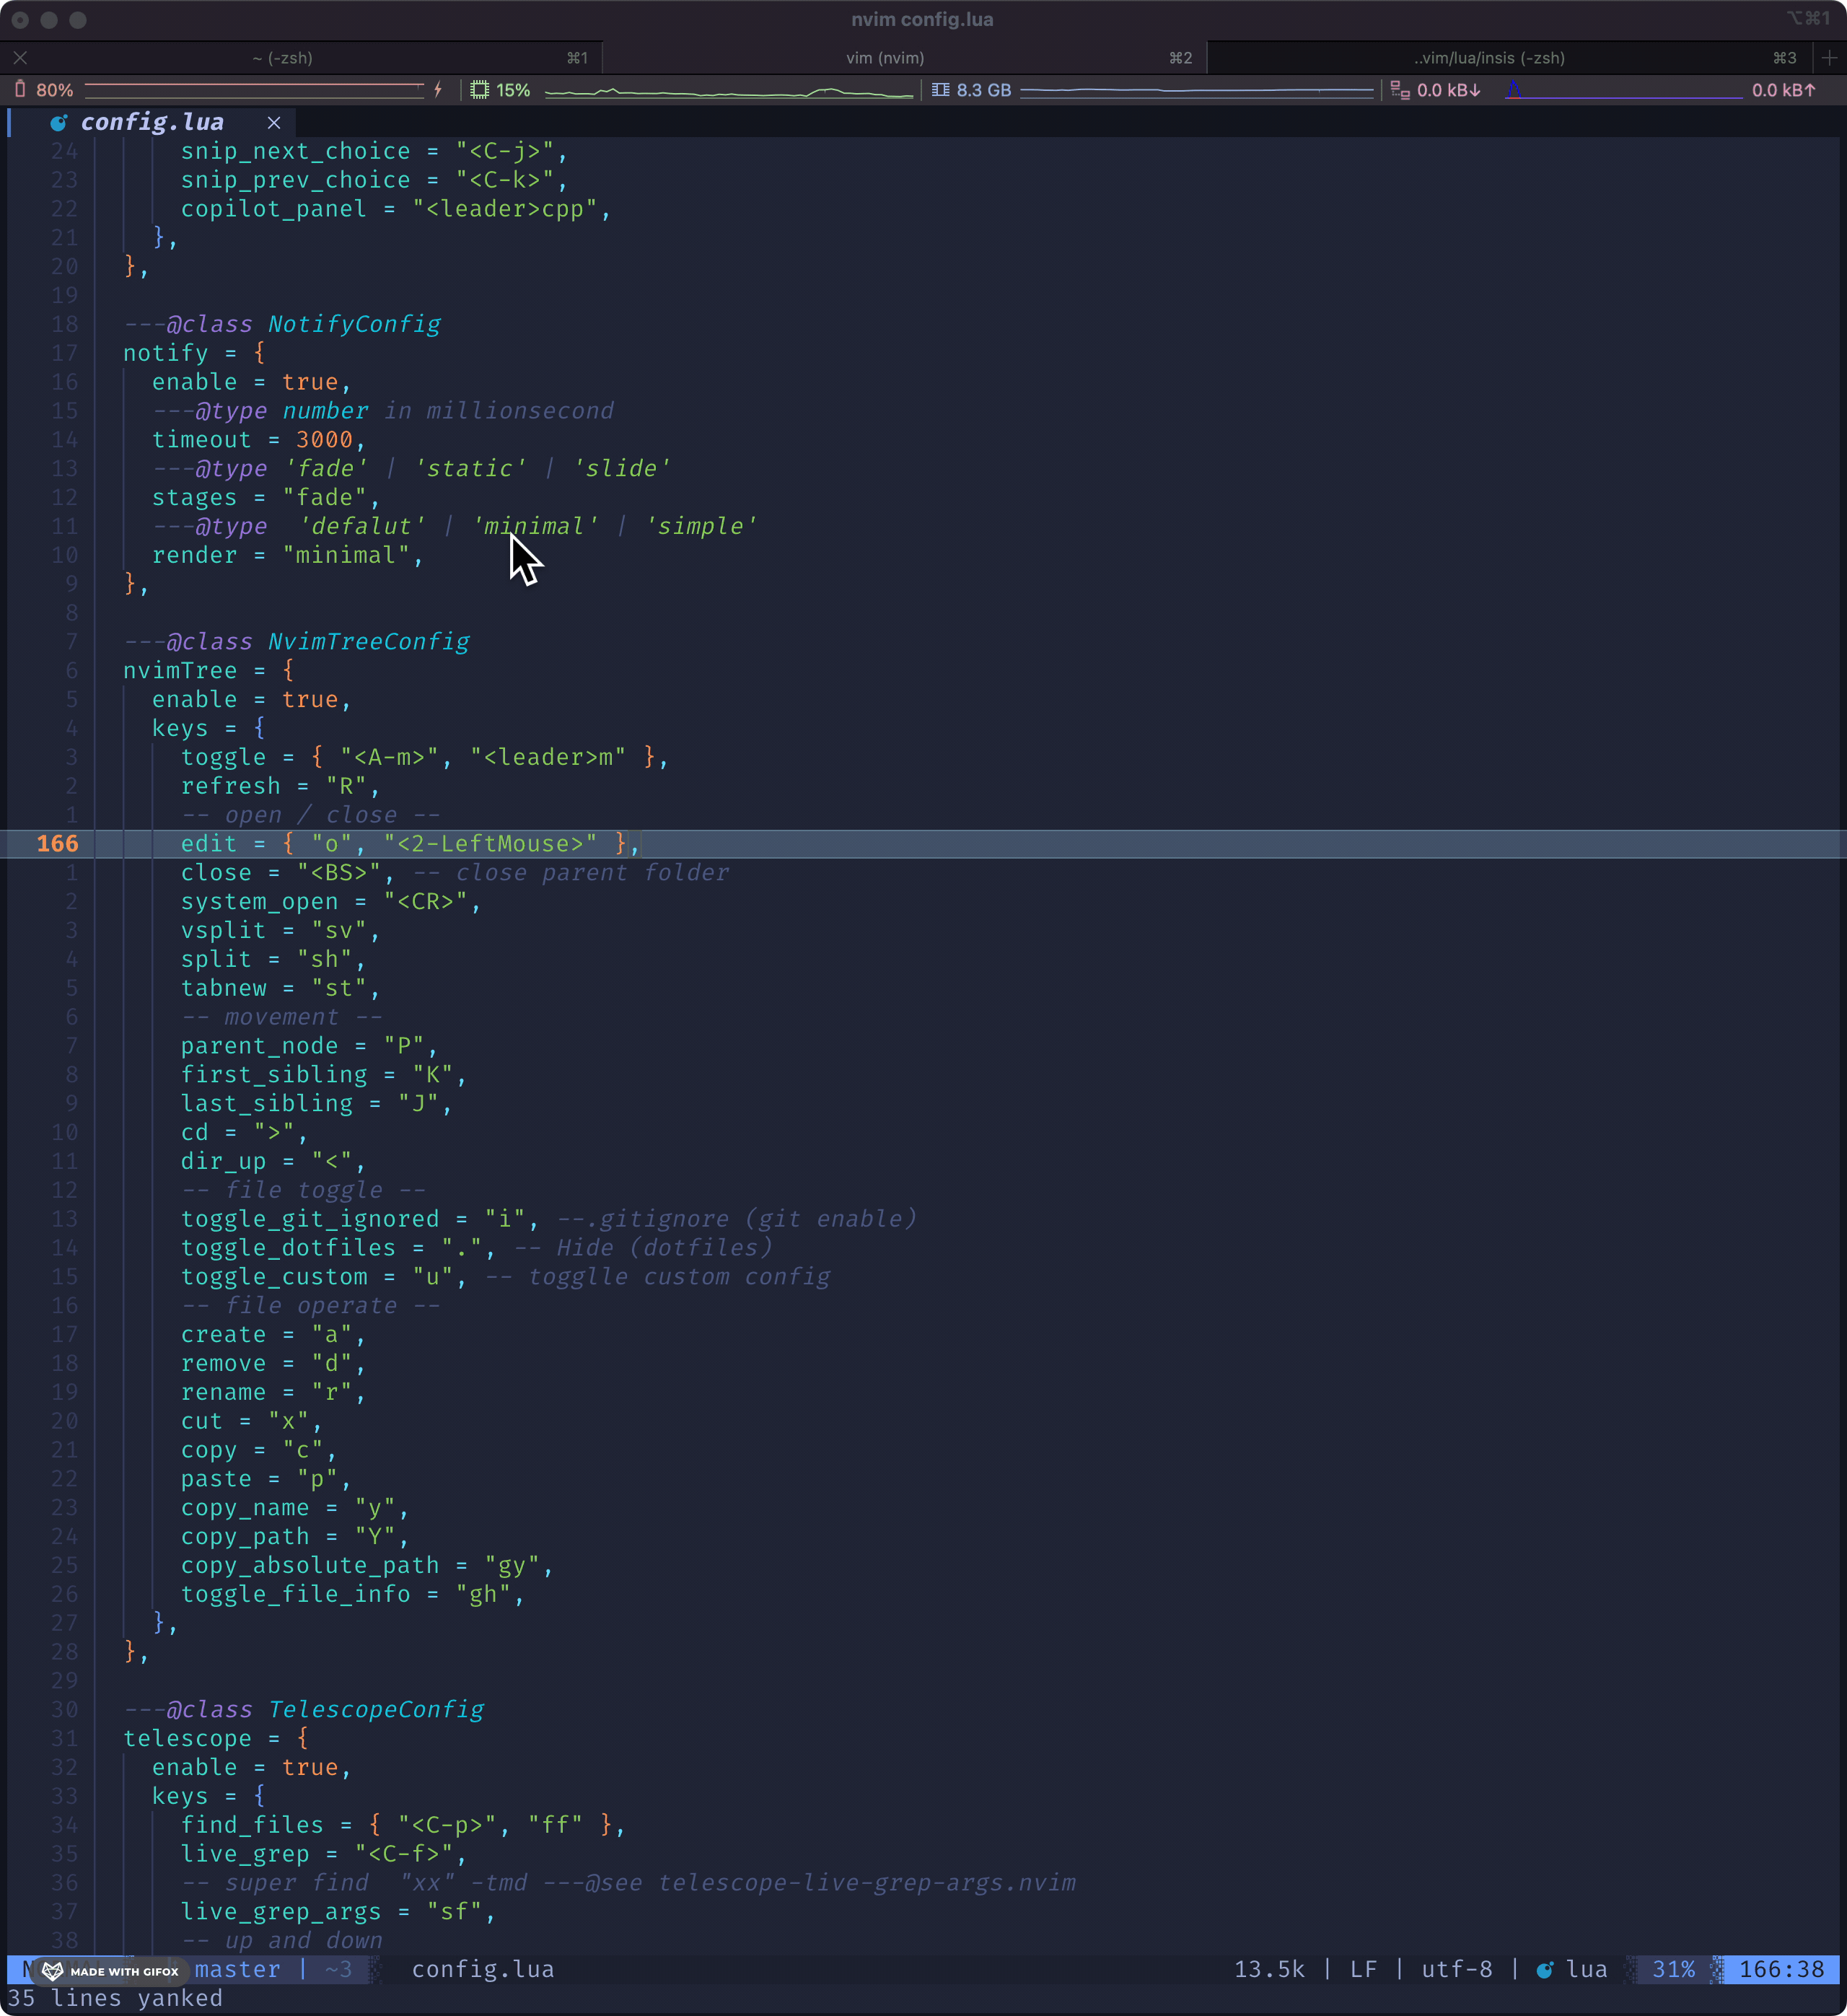 nvim config.lua ⌥⌘1
~ (-zsh) ⌘1 vim (nvim) ⌘2 ..vim/lua/insis (-zsh) ⌘3
80% 15% 8.3 GB 0.0 kB↓ 0.0 kB↑
config.lua ×
24 snip_next_choice = "<C-j>",
23 snip_prev_choice = "<C-k>",
22 copilot_panel = "<leader>cpp",
21 },
20 },
19
18 ---@class NotifyConfig
17 notify = {
16 enable = true,
15 ---@type number in millionsecond
14 timeout = 3000,
13 ---@type 'fade' | 'static' | 'slide'
12 stages = "fade",
11 ---@type  'defalut' | 'minimal' | 'simple'
10 render = "minimal",
9 },
8
7 ---@class NvimTreeConfig
6 nvimTree = {
5 enable = true,
4 keys = {
3 toggle = { "<A-m>", "<leader>m" },
2 refresh = "R",
1 -- open / close --
166 edit = { "o", "<2-LeftMouse>" },
1 close = "<BS>", -- close parent folder
2 system_open = "<CR>",
3 vsplit = "sv",
4 split = "sh",
5 tabnew = "st",
6 -- movement --
7 parent_node = "P",
8 first_sibling = "K",
9 last_sibling = "J",
10 cd = ">",
11 dir_up = "<",
12 -- file toggle --
13 toggle_git_ignored = "i", --.gitignore (git enable)
14 toggle_dotfiles = ".", -- Hide (dotfiles)
15 toggle_custom = "u", -- togglle custom config
16 -- file operate --
17 create = "a",
18 remove = "d",
19 rename = "r",
20 cut = "x",
21 copy = "c",
22 paste = "p",
23 copy_name = "y",
24 copy_path = "Y",
25 copy_absolute_path = "gy",
26 toggle_file_info = "gh",
27 },
28 },
29
30 ---@class TelescopeConfig
31 telescope = {
32 enable = true,
33 keys = {
34 find_files = { "<C-p>", "ff" },
35 live_grep = "<C-f>",
36 -- super find  "xx" -tmd ---@see telescope-live-grep-args.nvim
37 live_grep_args = "sf",
38 -- up and down
MADE WITH GIFOX master | ~3 config.lua 13.5k | LF | utf-8 | lua 31% 166:38
35 lines yanked